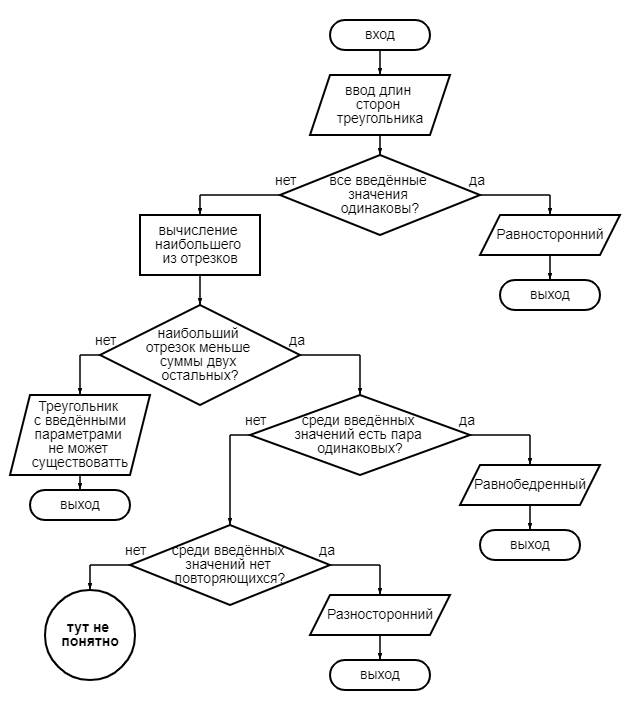 вход
ввод длин
сторон
треугольника
нет
все введённые
значения
одинаковы?
да
вычисление
наибольшего
из отрезков
Равносторонний
выход
нет
наибольший
отрезок меньше
суммы двух
остальных?
да
Треугольник
с введёнными
параметрами
не может
существоватть
выход
нет
среди введённых
значений есть пара
одинаковых?
да
Равнобедренный
выход
нет
среди введённых
значений нет
повторяющихся?
да
тут не
понятно
Разносторонний
выход